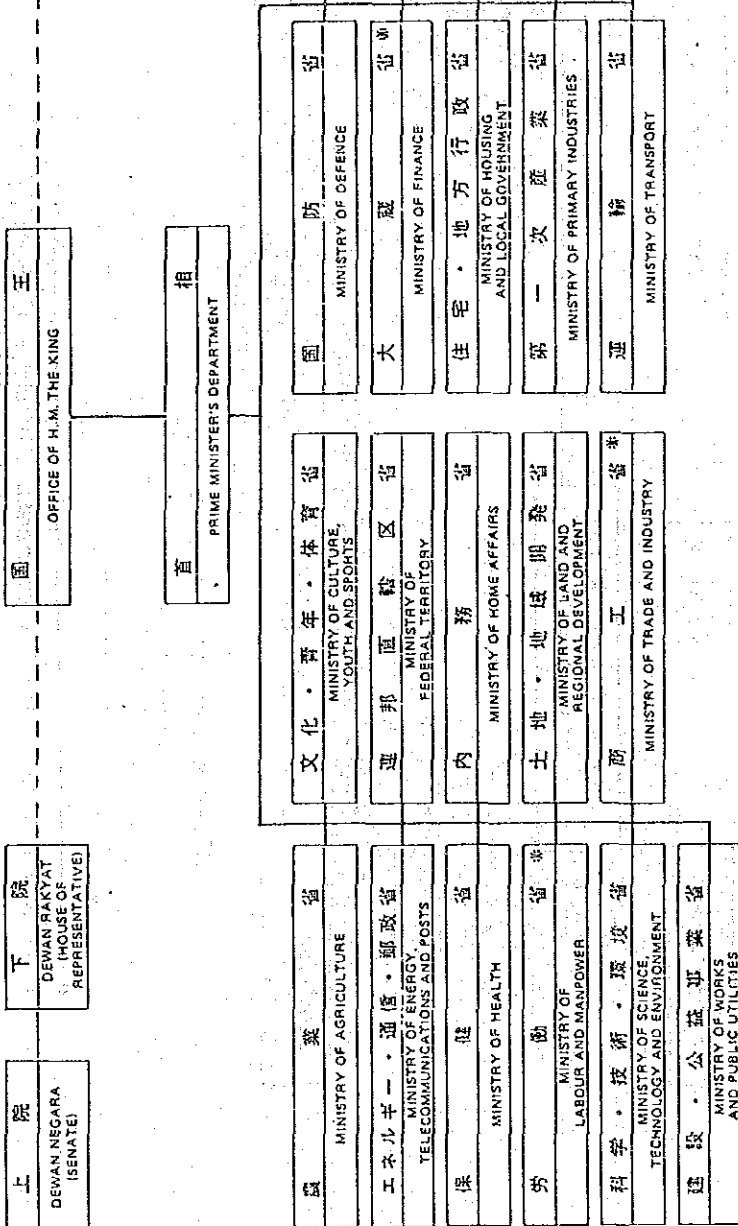 上院
DEWAN NEGARA
(SENATE)
下院
DEWAN RAKYAT
(HOUSE OF
REPRESENTATIVE)
国王
OFFICE OF H.M. THE KING
首相
PRIME MINISTER'S DEPARTMENT
農業省
MINISTRY OF AGRICULTURE
エネルギー・通信・郵政省
MINISTRY OF ENERGY,
TELECOMMUNICATIONS AND POSTS
保健省
MINISTRY OF HEALTH
労働省※
MINISTRY OF
LABOUR AND MANPOWER
科学・技術・環境省
MINISTRY OF SCIENCE,
TECHNOLOGY AND ENVIRONMENT
建設・公益事業省
MINISTRY OF WORKS
AND PUBLIC UTILITIES
文化・青年・体育省
MINISTRY OF CULTURE,
YOUTH AND SPORTS
連邦直轄区省
MINISTRY OF
FEDERAL TERRITORY
内務省
MINISTRY OF HOME AFFAIRS
土地・地域開発省
MINISTRY OF LAND AND
REGIONAL DEVELOPMENT
商工省※
MINISTRY OF TRADE AND INDUSTRY
国防省
MINISTRY OF DEFENCE
大蔵省※
MINISTRY OF FINANCE
住宅・地方行政省
MINISTRY OF HOUSING
AND LOCAL GOVERNMENT
第一次産業省
MINISTRY OF PRIMARY INDUSTRIES
運輸省
MINISTRY OF TRANSPORT